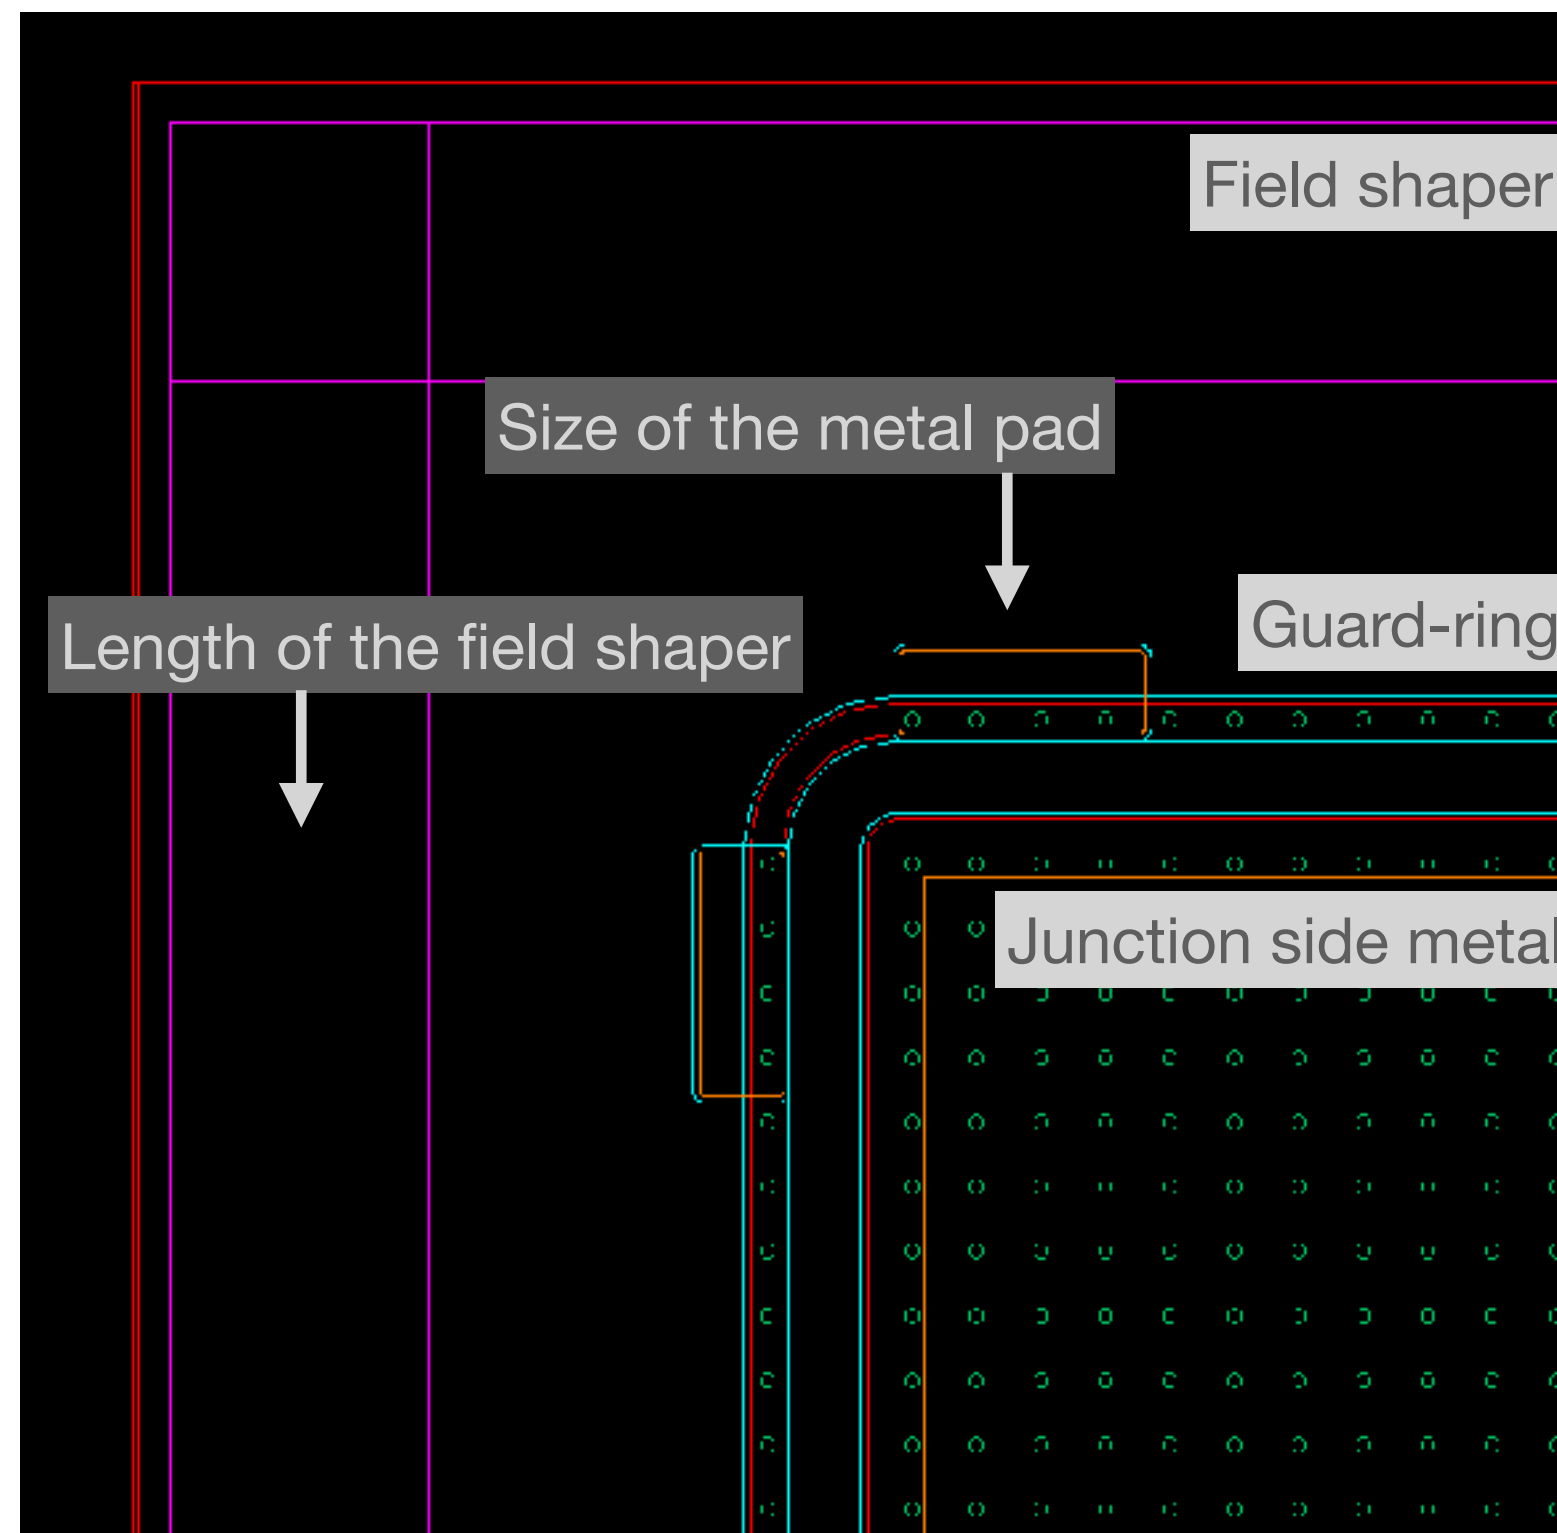 Field shaper
Size of the metal pad
Guard-ring
Length of the field shaper
Junction side metal